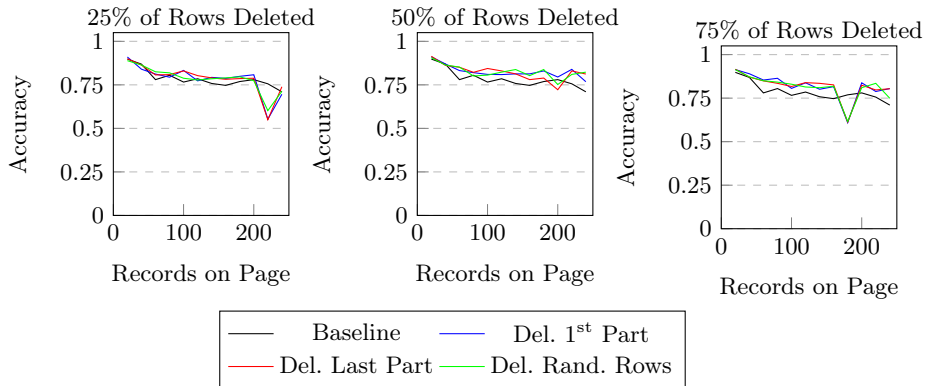 25% of Rows Deleted
1
0.75
0.5
0.25
0
0
100
200
Accuracy
Records on Page
50% of Rows Deleted
1
0.75
0.5
0.25
0
0
100
200
Accuracy
Records on Page
75% of Rows Deleted
1
0.75
0.5
0.25
0
0
100
200
Accuracy
Records on Page
Baseline
Del. 1st Part
Del. Last Part
Del. Rand. Rows